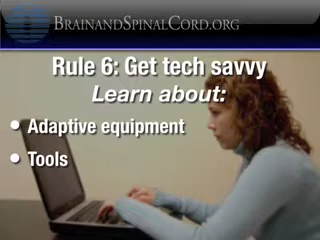 BRAINANDSPINALCORD.ORG
Rule 6: Get tech savvy
Learn about:
• Adaptive equipment
• Tools